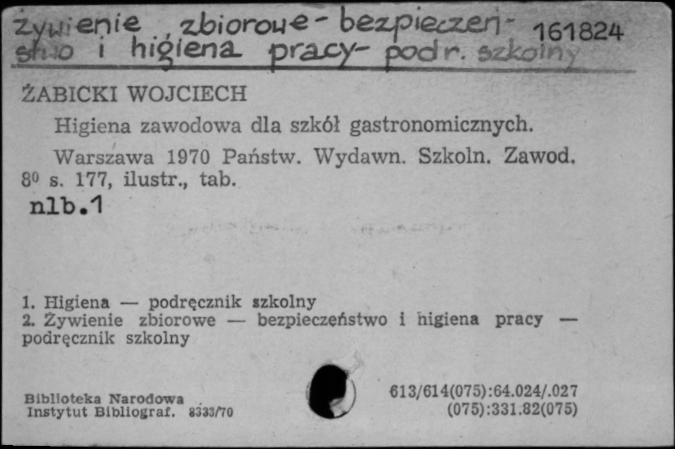 żywienie zbiorowe - bezpieczeń- 161824
stwo i higiena pracy - podr. szkolny
ŻABICKI WOJCIECH
Higiena zawodowa dla szkół gastronomicznych.
Warszawa 1970 Państw. Wydawn. Szkoln. Zawod.
8⁰ s. 177, ilustr., tab.
nlb.1
1. Higiena — podręcznik szkolny
2. Żywienie zbiorowe — bezpieczeństwo i higiena pracy —
podręcznik szkolny
Biblioteka Narodowa 613/614(075):64.024/.027
Instytut Bibliograf. 8333/70 (075):331.82(075)